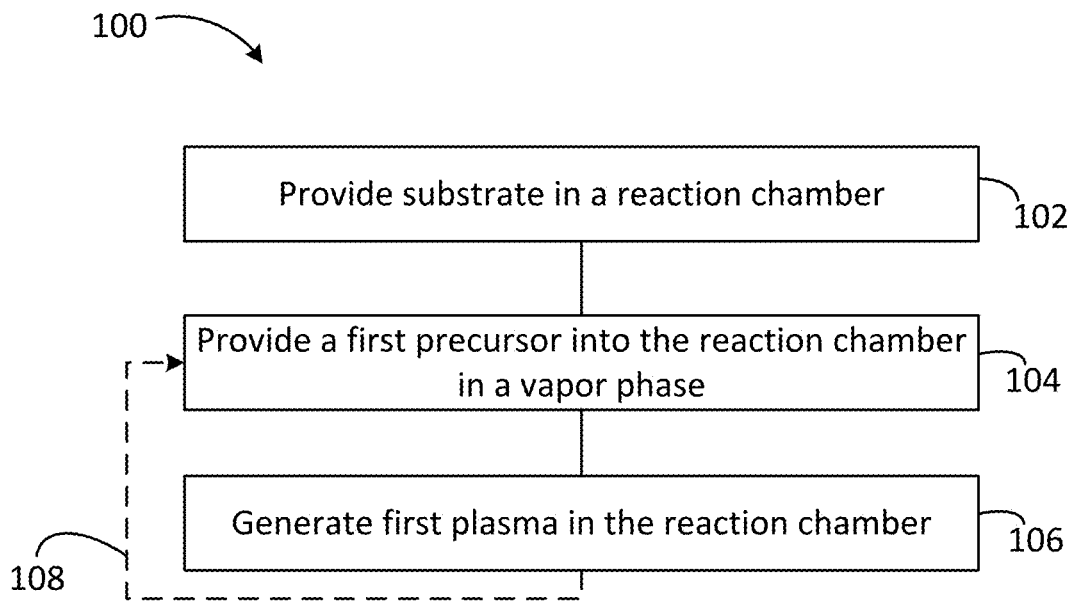 100
Provide substrate in a reaction chamber
102
Provide a first precursor into the reaction chamber
in a vapor phase
104
Generate first plasma in the reaction chamber
106
108